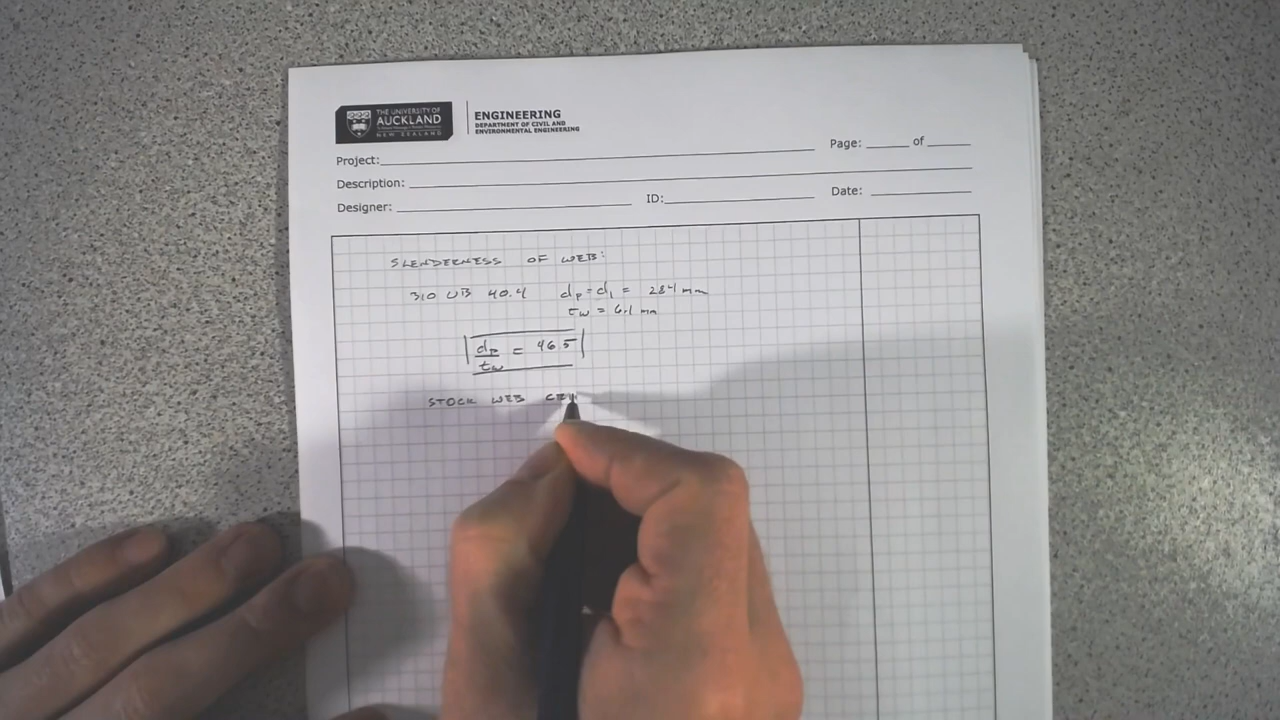 THE UNIVERSITY OF
AUCKLAND
NEW ZEALAND
ENGINEERING
DEPARTMENT OF CIVIL AND
ENVIRONMENTAL ENGINEERING
Project:
Page: of
Description:
Designer: ID: Date:
SLENDERNESS OF WEB:
310 UB 40.4 dp = d1 = 284 mm
tw = 6.1 mm
dp/tw = 46.5
STOCK WEB